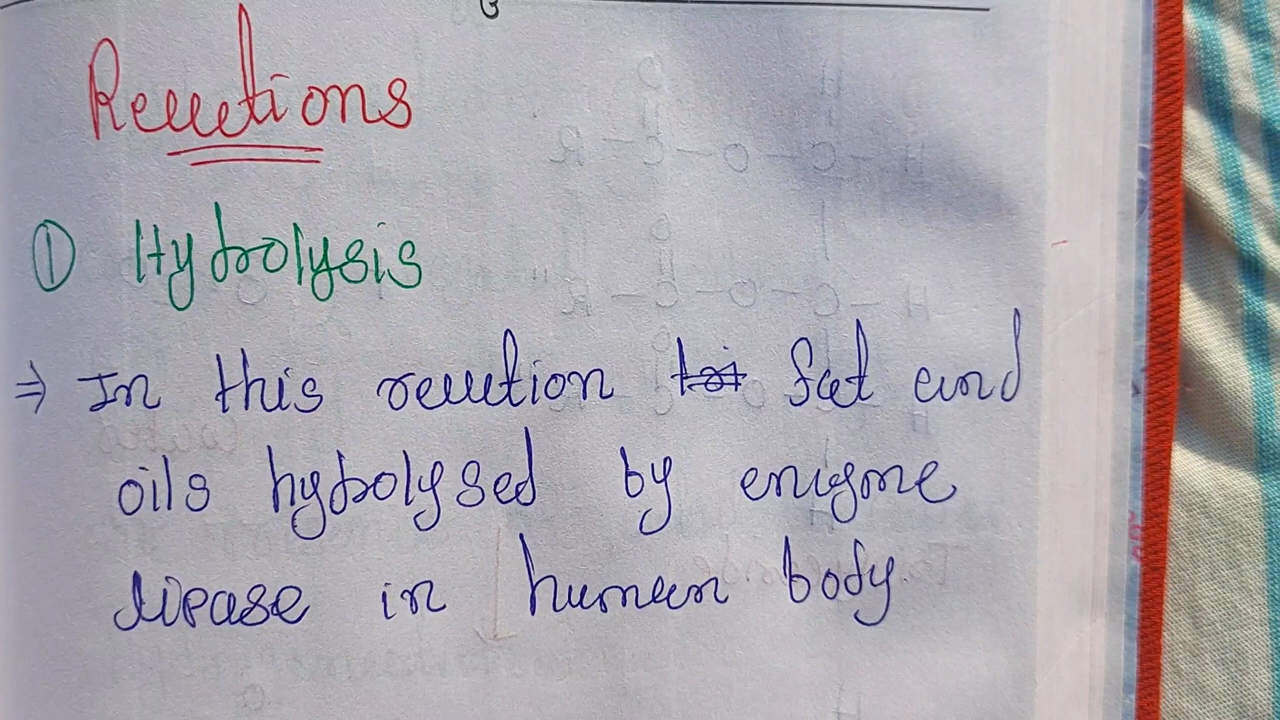 Reactions
① Hydrolysis
⇒ In this reaction fat and
oils hydrolysed by enzyme
lipase in human body.